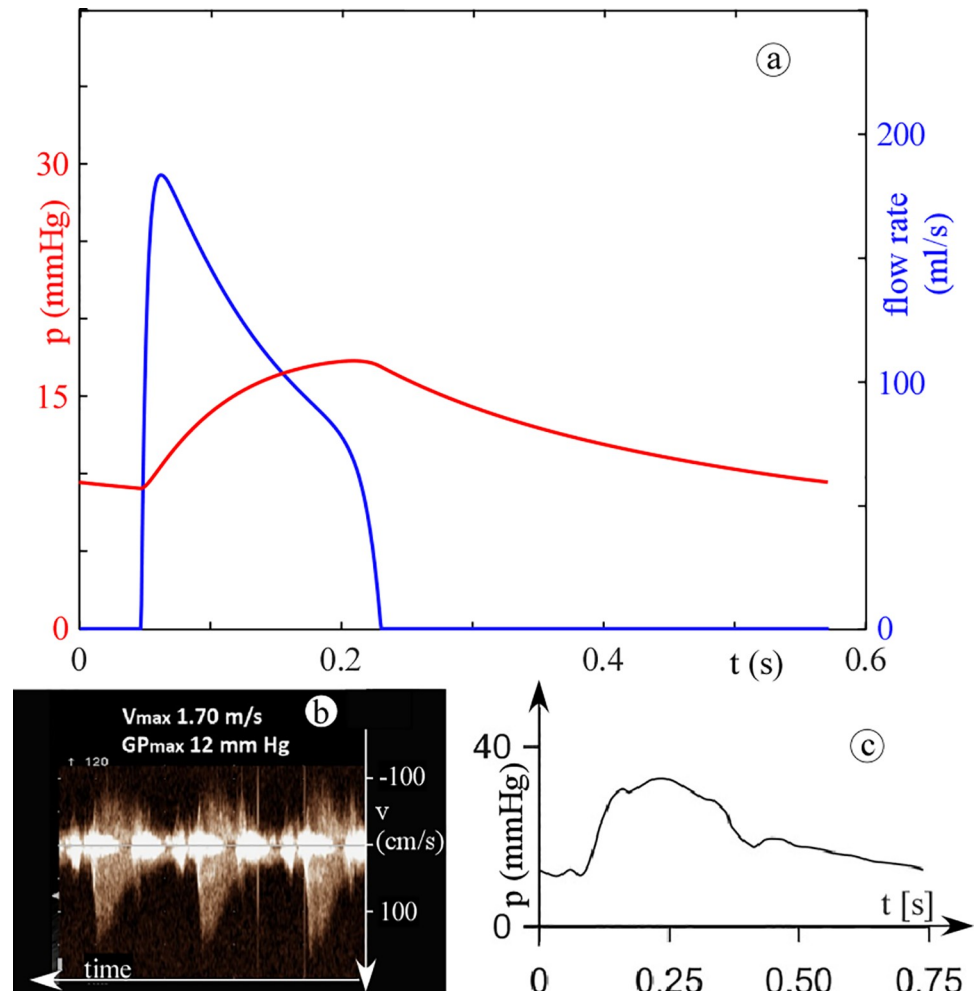 a
200
30
p (mmHg)
flow rate
(ml/s)
15
100
0
0
0
0.2
0.4
t (s)
0.6
Vmax 1.70 m/s
b
GPmax 12 mm Hg
↑ 120
-100
v
(cm/s)
100
time
40
c
p (mmHg)
t [s]
0
0
0.25
0.50
0.75